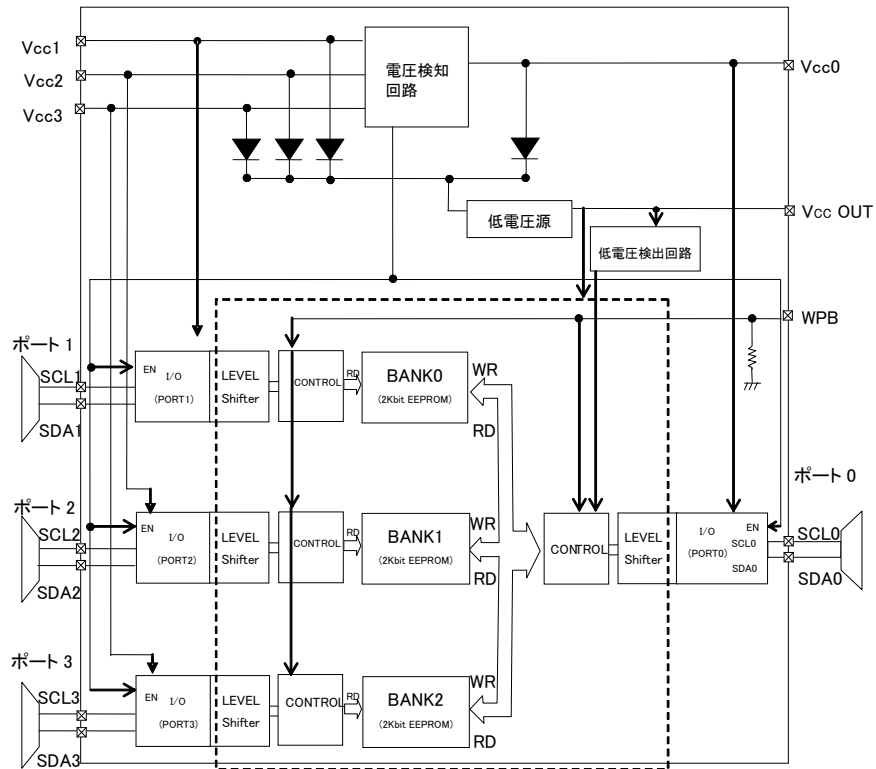 Vcc1
Vcc2
Vcc3
電圧検知
回路
Vcc0
低電圧源
Vcc OUT
低電圧検出回路
WPB
ポート 1
SCL1
SDA1
EN
I/O
(PORT1)
LEVEL
Shifter
CONTROL
RD
BANK0
(2Kbit EEPROM)
WR
RD
ポート 2
SCL2
SDA2
EN
I/O
(PORT2)
LEVEL
Shifter
CONTROL
RD
BANK1
(2Kbit EEPROM)
WR
RD
CONTROL
LEVEL
Shifter
I/O
(PORT0)
EN
SCL0
SDA0
ポート 0
SCL0
SDA0
ポート 3
SCL3
SDA3
EN
I/O
(PORT3)
LEVEL
Shifter
CONTROL
RD
BANK2
(2Kbit EEPROM)
WR
RD